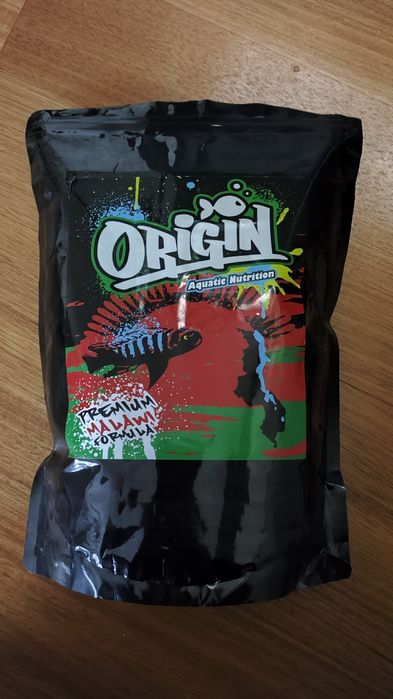 ORiGiN
Aquatic Nutrition
PREMIUM
MALAWI
FORMULA